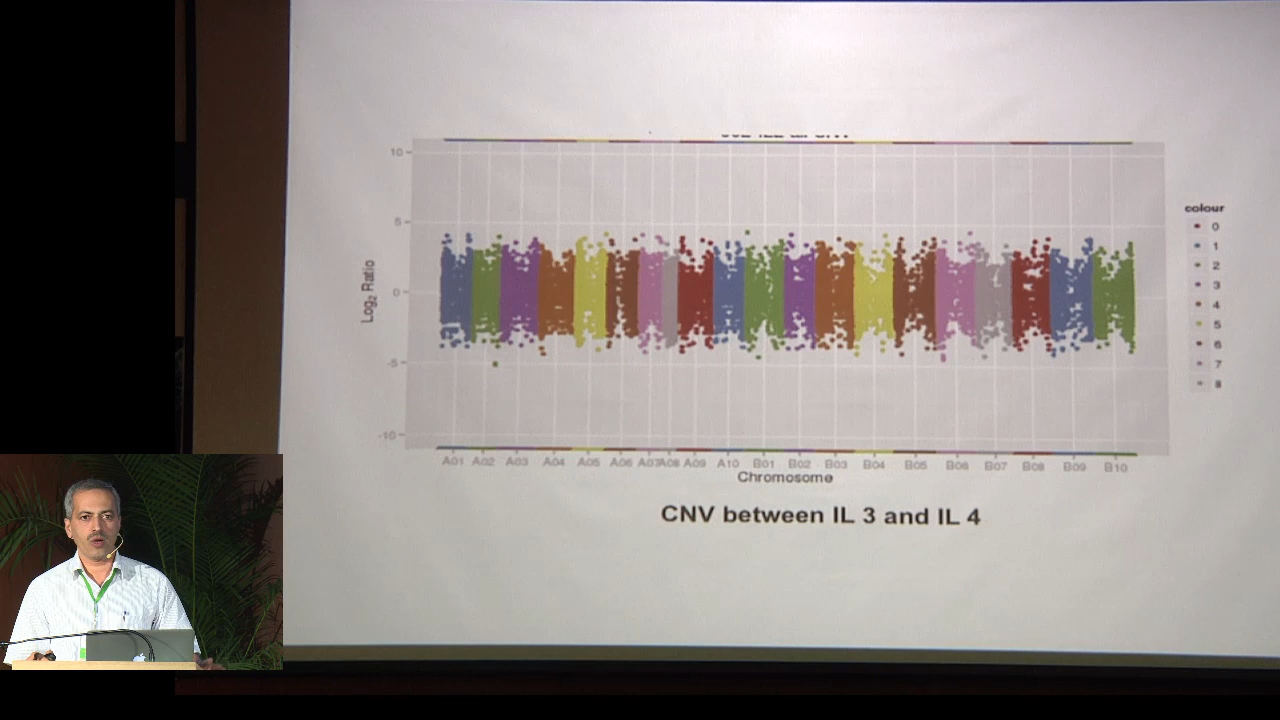 10
5
0
-5
-10
Log2 Ratio
A01 A02 A03 A04 A05 A06 A07 A08 A09 A10 B01 B02 B03 B04 B05 B06 B07 B08 B09 B10
Chromosome
colour
0
1
2
3
4
5
6
7
8
CNV between IL 3 and IL 4